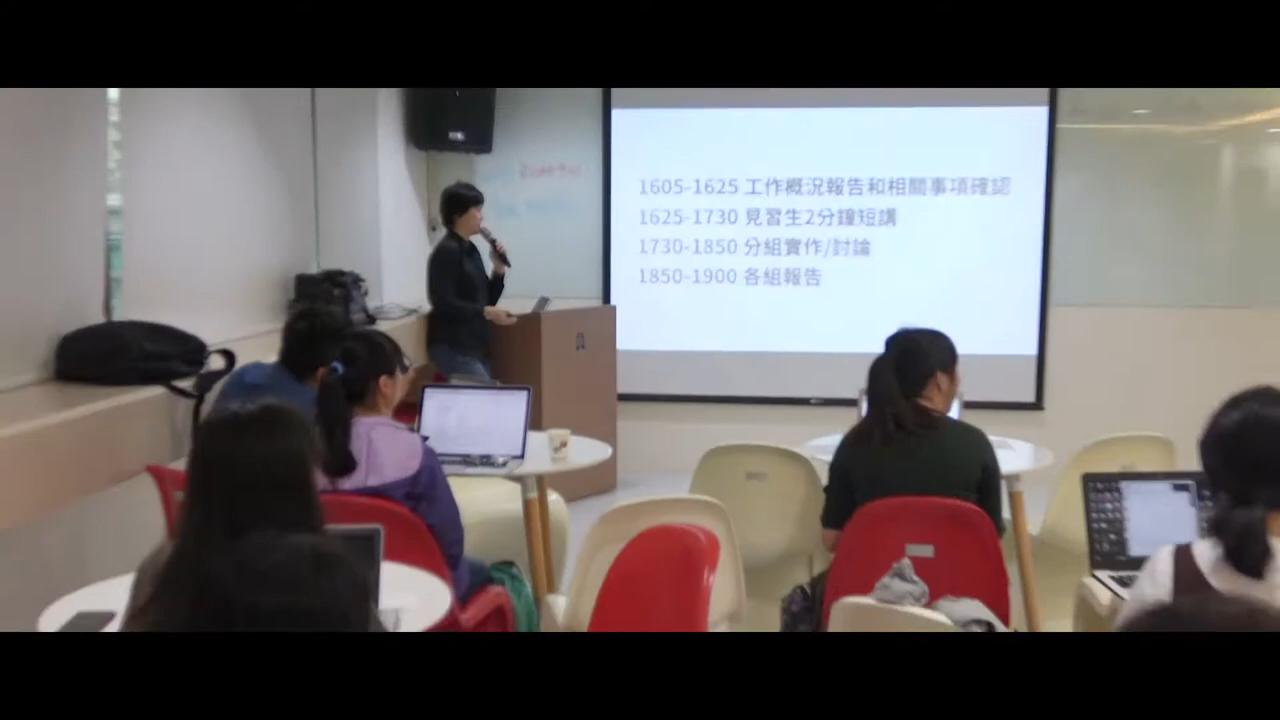 1605-1625 工作概況報告和相關事項確認
1625-1730 見習生2分鐘短講
1730-1850 分組實作/討論
1850-1900 各組報告